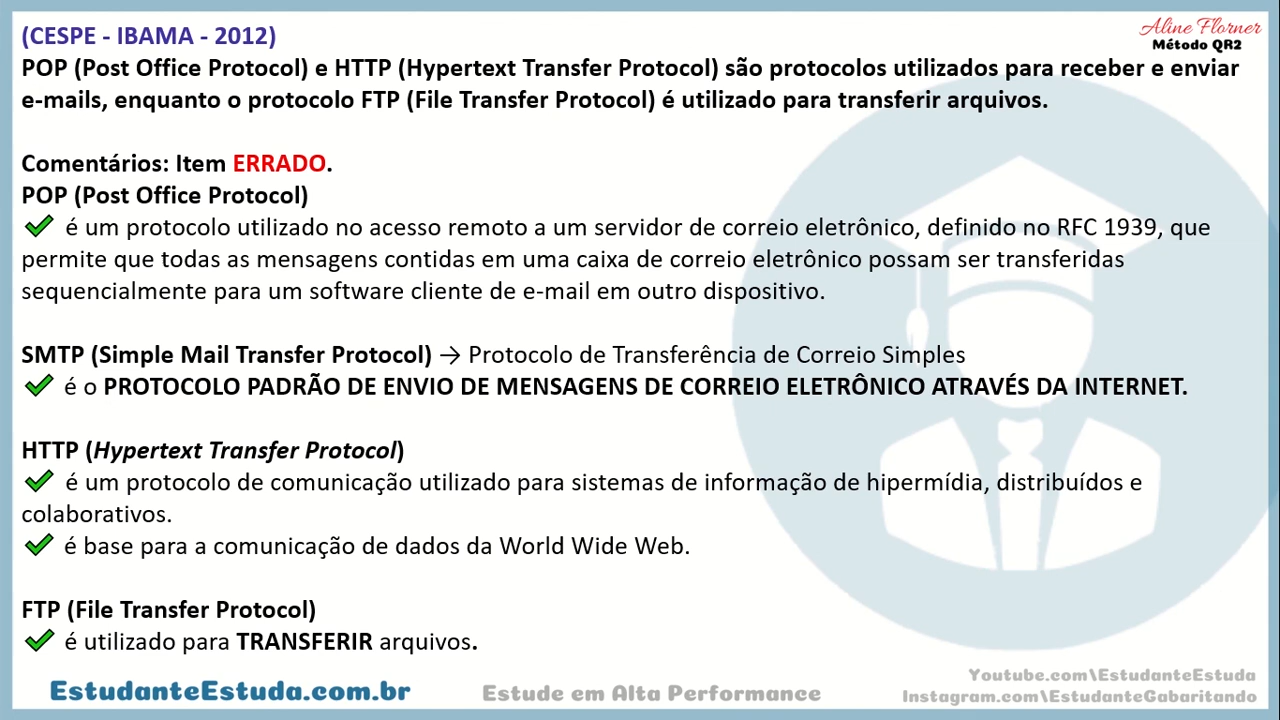 (CESPE - IBAMA - 2012)
Aline Florner
Método QR2
POP (Post Office Protocol) e HTTP (Hypertext Transfer Protocol) são protocolos utilizados para receber e enviar
e-mails, enquanto o protocolo FTP (File Transfer Protocol) é utilizado para transferir arquivos.
Comentários: Item ERRADO.
POP (Post Office Protocol)
✔ é um protocolo utilizado no acesso remoto a um servidor de correio eletrônico, definido no RFC 1939, que
permite que todas as mensagens contidas em uma caixa de correio eletrônico possam ser transferidas
sequencialmente para um software cliente de e-mail em outro dispositivo.
SMTP (Simple Mail Transfer Protocol) → Protocolo de Transferência de Correio Simples
✔ é o PROTOCOLO PADRÃO DE ENVIO DE MENSAGENS DE CORREIO ELETRÔNICO ATRAVÉS DA INTERNET.
HTTP (Hypertext Transfer Protocol)
✔ é um protocolo de comunicação utilizado para sistemas de informação de hipermídia, distribuídos e
colaborativos.
✔ é base para a comunicação de dados da World Wide Web.
FTP (File Transfer Protocol)
✔ é utilizado para TRANSFERIR arquivos.
EstudanteEstuda.com.br
Estude em Alta Performance
Youtube.com\EstudanteEstuda
Instagram.com\EstudanteGabaritando